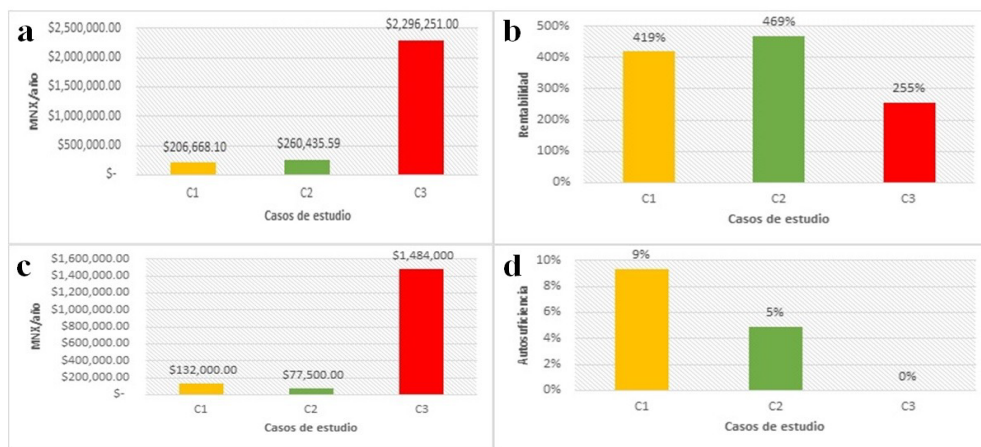 a
$2,500,000.00
$2,000,000.00
$1,500,000.00
$1,000,000.00
$500,000.00
$-
MNX/año
$206,668.10
$260,435.59
$2,296,251.00
C1 C2 C3
Casos de estudio
b
500%
400%
300%
200%
100%
0%
Rentabilidad
419%
469%
255%
C1 C2 C3
Casos de estudio
c
$1,600,000.00
$1,400,000.00
$1,200,000.00
$1,000,000.00
$800,000.00
$600,000.00
$400,000.00
$200,000.00
$-
MNX/año
$132,000.00
$77,500.00
$1,484,000
C1 C2 C3
Casos de estudio
d
10%
8%
6%
4%
2%
0%
Autosuficiencia
9%
5%
0%
C1 C2 C3
Casos de estudio